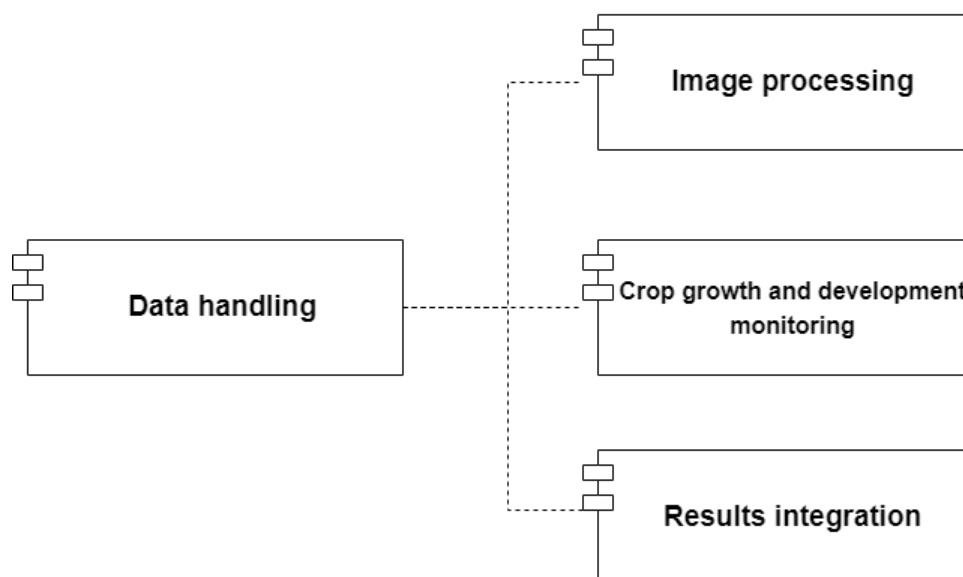 Image processing
Data handling
Crop growth and development
monitoring
Results integration